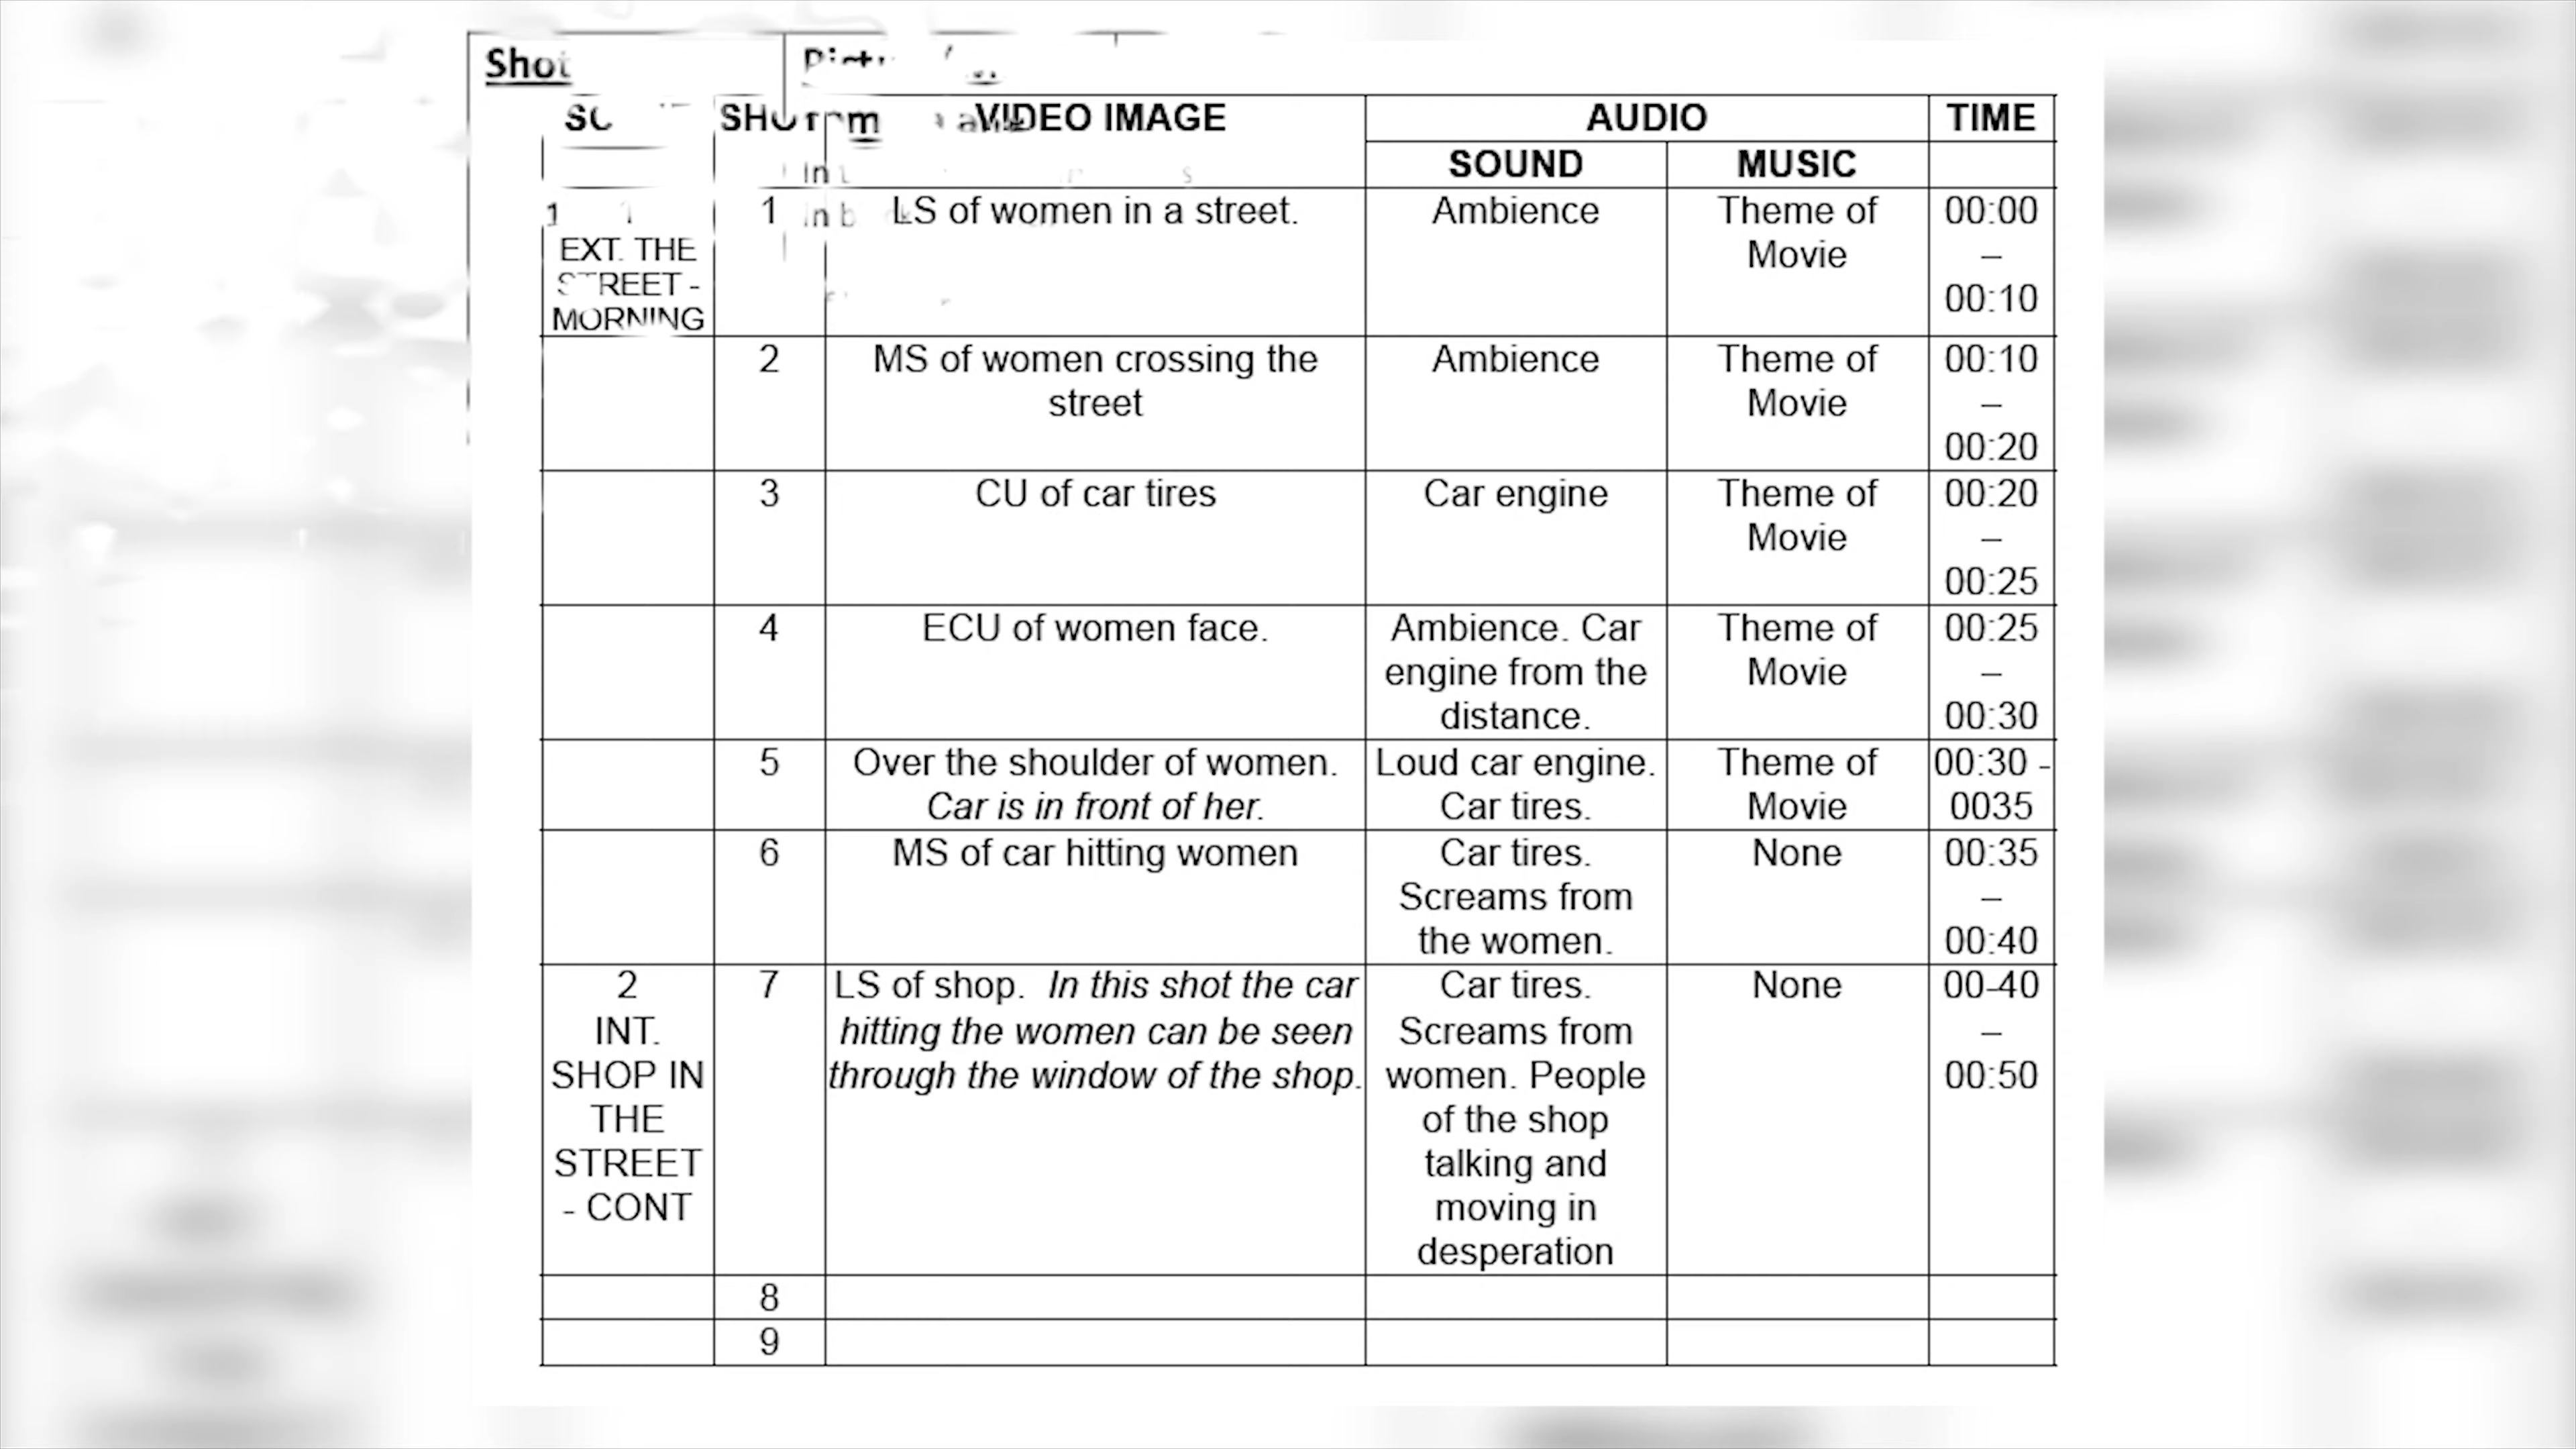 Shot
VIDEO IMAGE
AUDIO
TIME
SOUND
MUSIC
1
1
LS of women in a street.
Ambience
Theme of
Movie
00:00
–
00:10
EXT. THE
STREET -
MORNING
2
MS of women crossing the
street
Ambience
Theme of
Movie
00:10
–
00:20
3
CU of car tires
Car engine
Theme of
Movie
00:20
–
00:25
4
ECU of women face.
Ambience. Car
engine from the
distance.
Theme of
Movie
00:25
–
00:30
5
Over the shoulder of women.
Car is in front of her.
Loud car engine.
Car tires.
Theme of
Movie
00:30 -
0035
6
MS of car hitting women
Car tires.
Screams from
the women.
None
00:35
–
00:40
2
INT.
SHOP IN
THE
STREET
- CONT
7
LS of shop. In this shot the car
hitting the women can be seen
through the window of the shop.
Car tires.
Screams from
women. People
of the shop
talking and
moving in
desperation
None
00-40
–
00:50
8
9